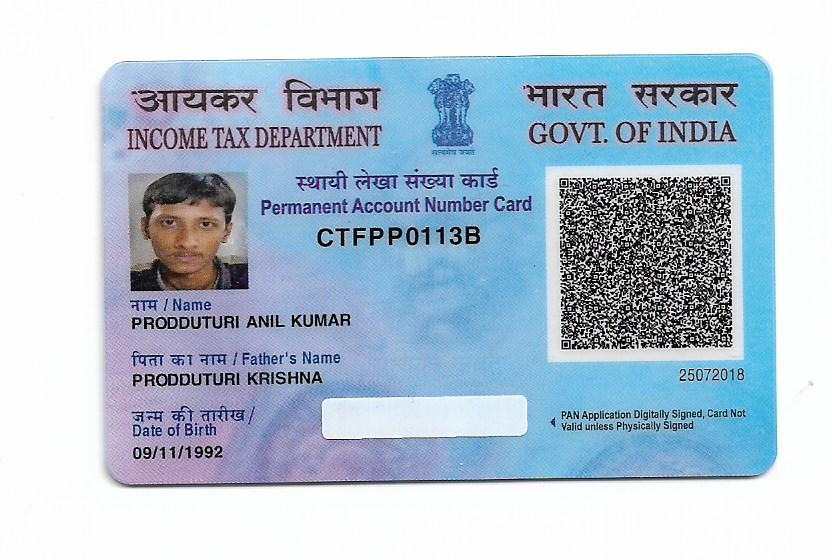 आयकर विभाग
INCOME TAX DEPARTMENT
सत्यमेव जयते
भारत सरकार
GOVT. OF INDIA
स्थायी लेखा संख्या कार्ड
Permanent Account Number Card
CTFPP0113B
नाम / Name
PRODDUTURI ANIL KUMAR
पिता का नाम / Father's Name
PRODDUTURI KRISHNA
25072018
जन्म की तारीख /
Date of Birth
09/11/1992
PAN Application Digitally Signed, Card Not
Valid unless Physically Signed